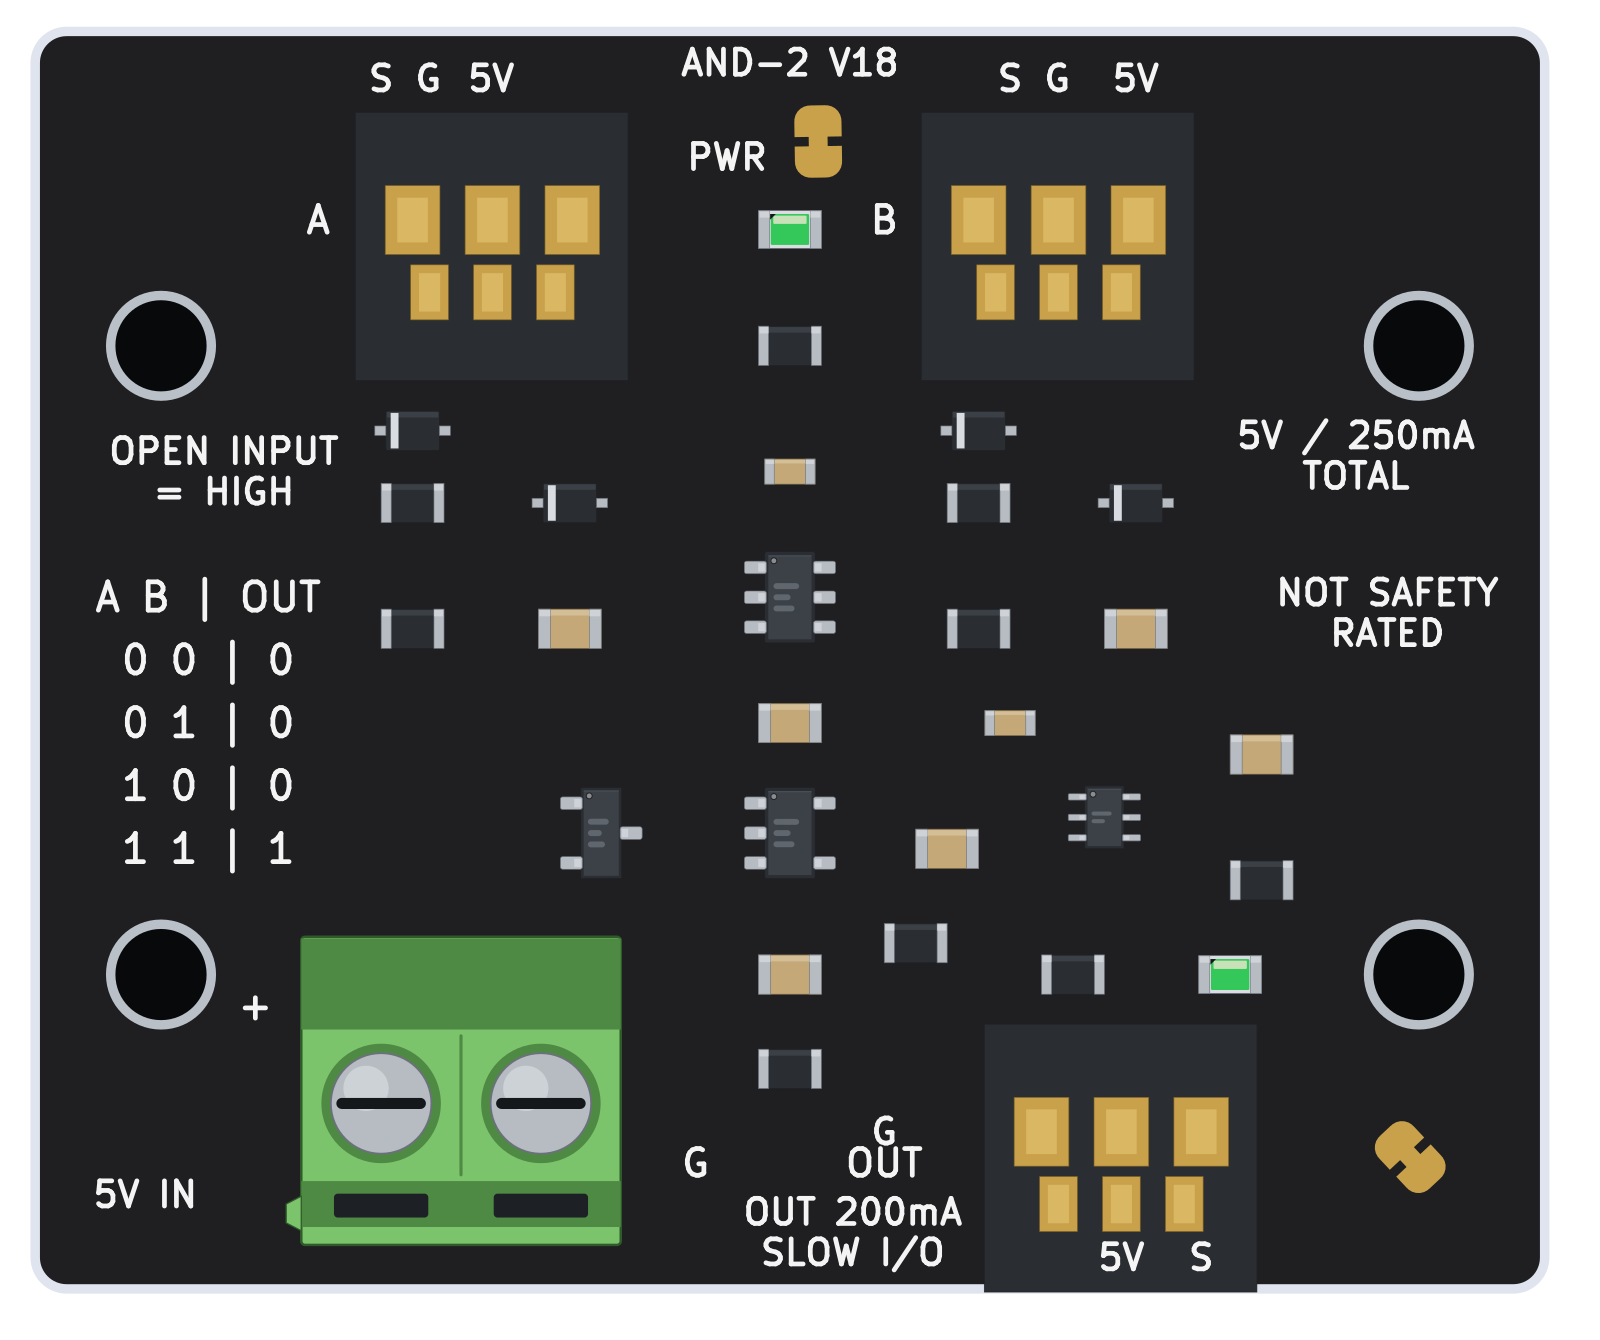 AND-2 V18
S G 5V
S G 5V
PWR
A
B
OPEN INPUT
= HIGH
5V / 250mA
TOTAL
A B | OUT
0 0 | 0
0 1 | 0
1 0 | 0
1 1 | 1
NOT SAFETY
RATED
+
5V IN
G
G
OUT
OUT 200mA
SLOW I/O
5V S